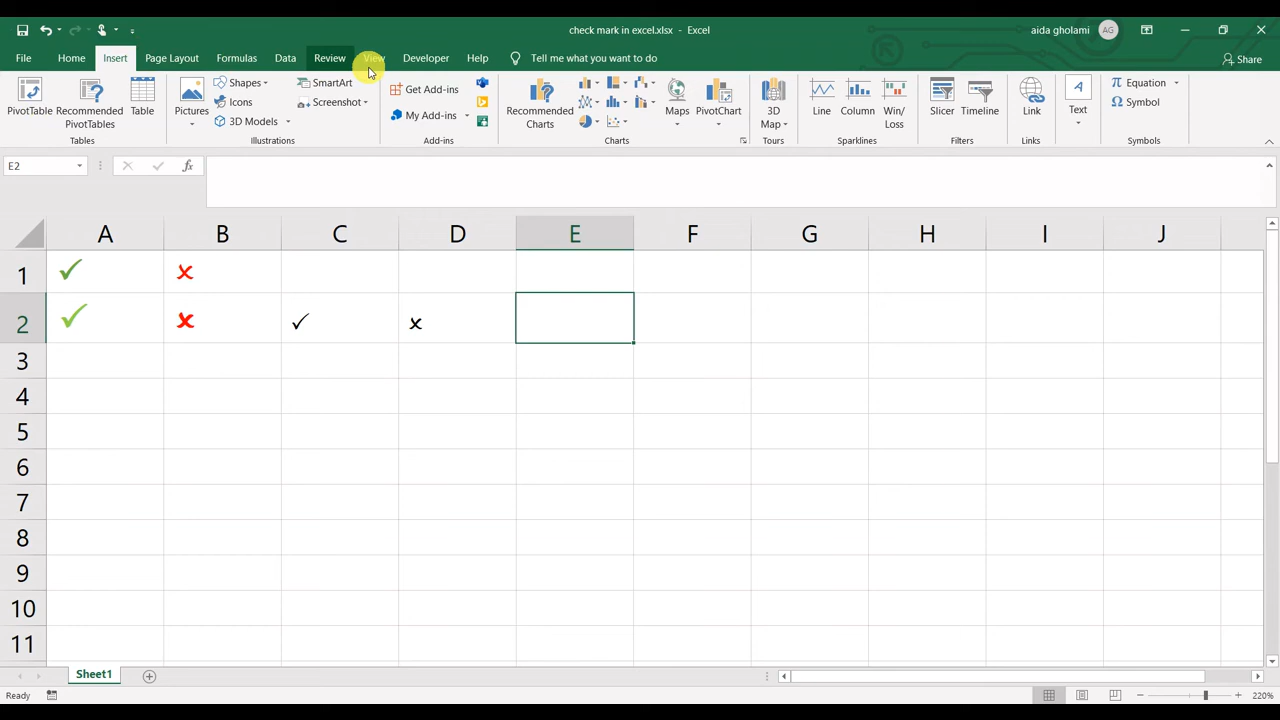 check mark in excel.xlsx - Excel
aida gholami AG
File Home Insert Page Layout Formulas Data Review View Developer Help Tell me what you want to do Share
PivotTable Recommended PivotTables Table
Tables
Pictures Shapes Icons 3D Models SmartArt Screenshot
Illustrations
Get Add-ins My Add-ins
Add-ins
Recommended Charts Maps PivotChart
Charts
3D Map
Tours
Line Column Win/Loss
Sparklines
Slicer Timeline
Filters
Link
Links
Text
Equation Symbol
Symbols
E2 fx
A B C D E F G H I J
1 ✓ ✗
2 ✓ ✗ ✓ ✗
3
4
5
6
7
8
9
10
11
Sheet1
Ready 220%